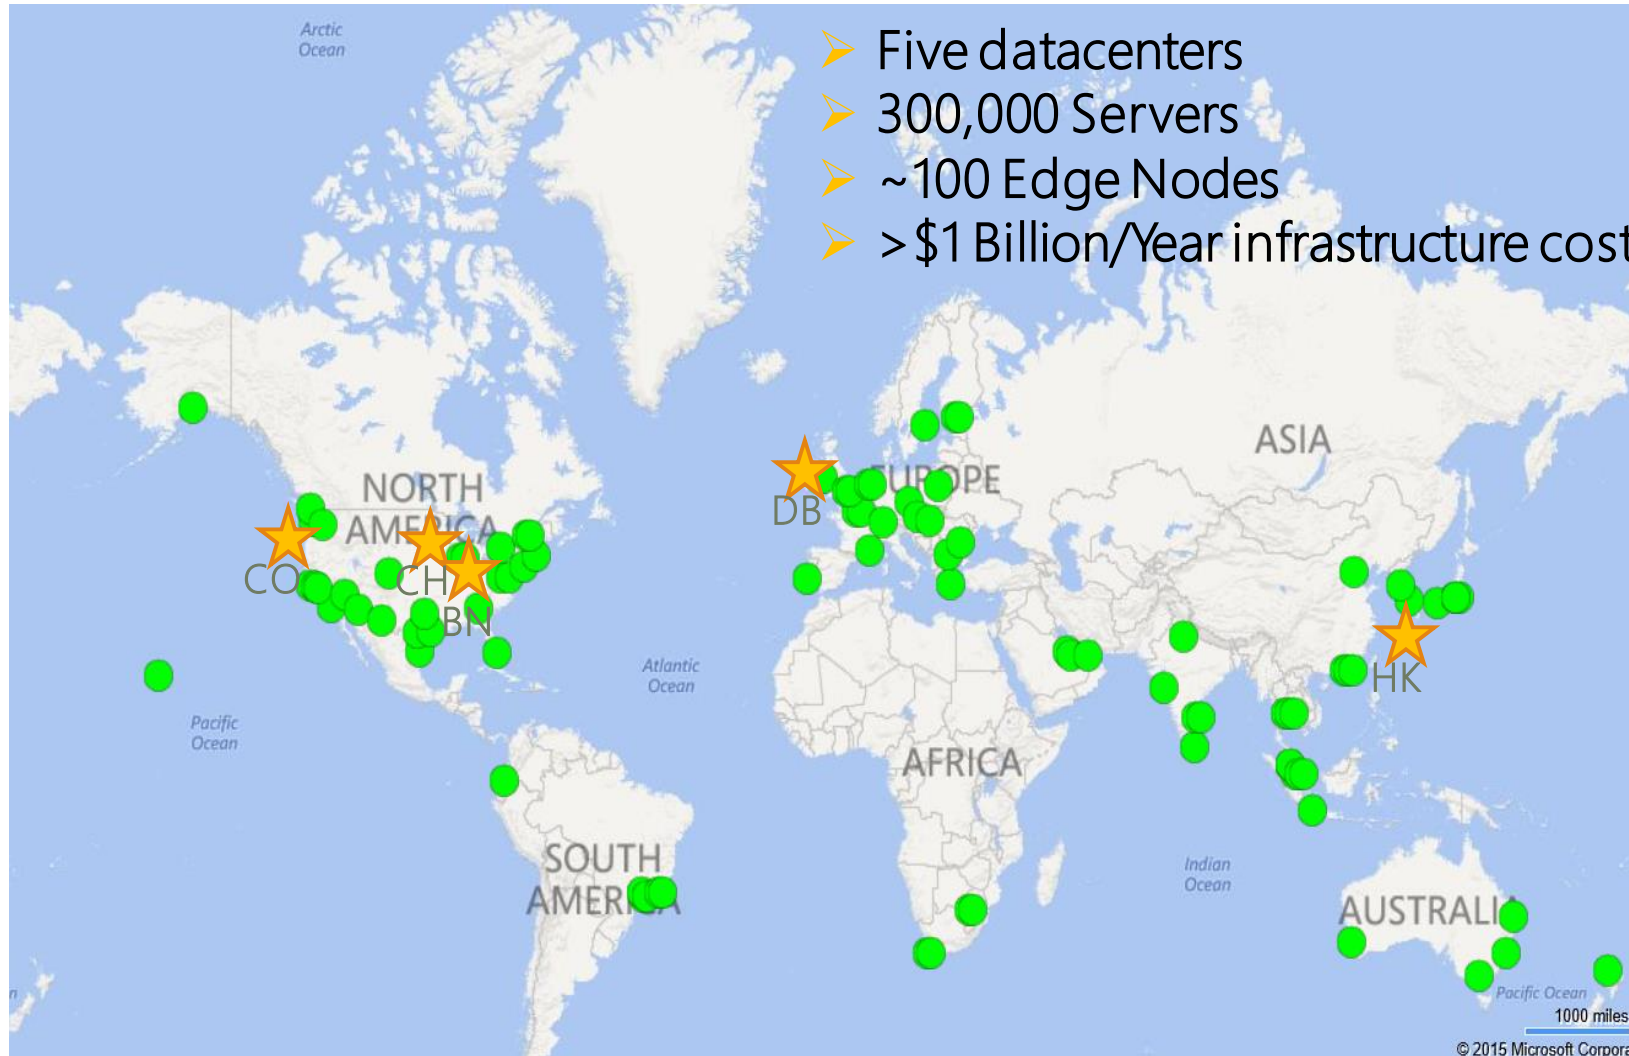 Arctic
Ocean
➢ Five datacenters
➢ 300,000 Servers
➢ ~100 Edge Nodes
➢ >$1 Billion/Year infrastructure cost
ASIA
NORTH
AMERICA
EUROPE
DB
CO
CH
BN
HK
Atlantic
Ocean
Pacific
Ocean
AFRICA
SOUTH
AMERICA
Indian
Ocean
AUSTRALIA
Pacific Ocean
1000 miles
© 2015 Microsoft Corpora